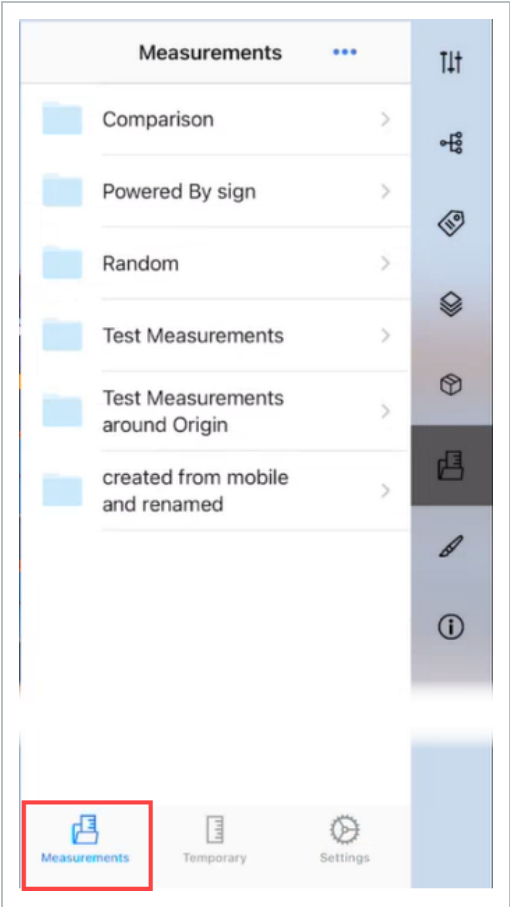 Measurements
Comparison
Powered By sign
Random
Test Measurements
Test Measurements
around Origin
created from mobile
and renamed
Measurements
Temporary
Settings